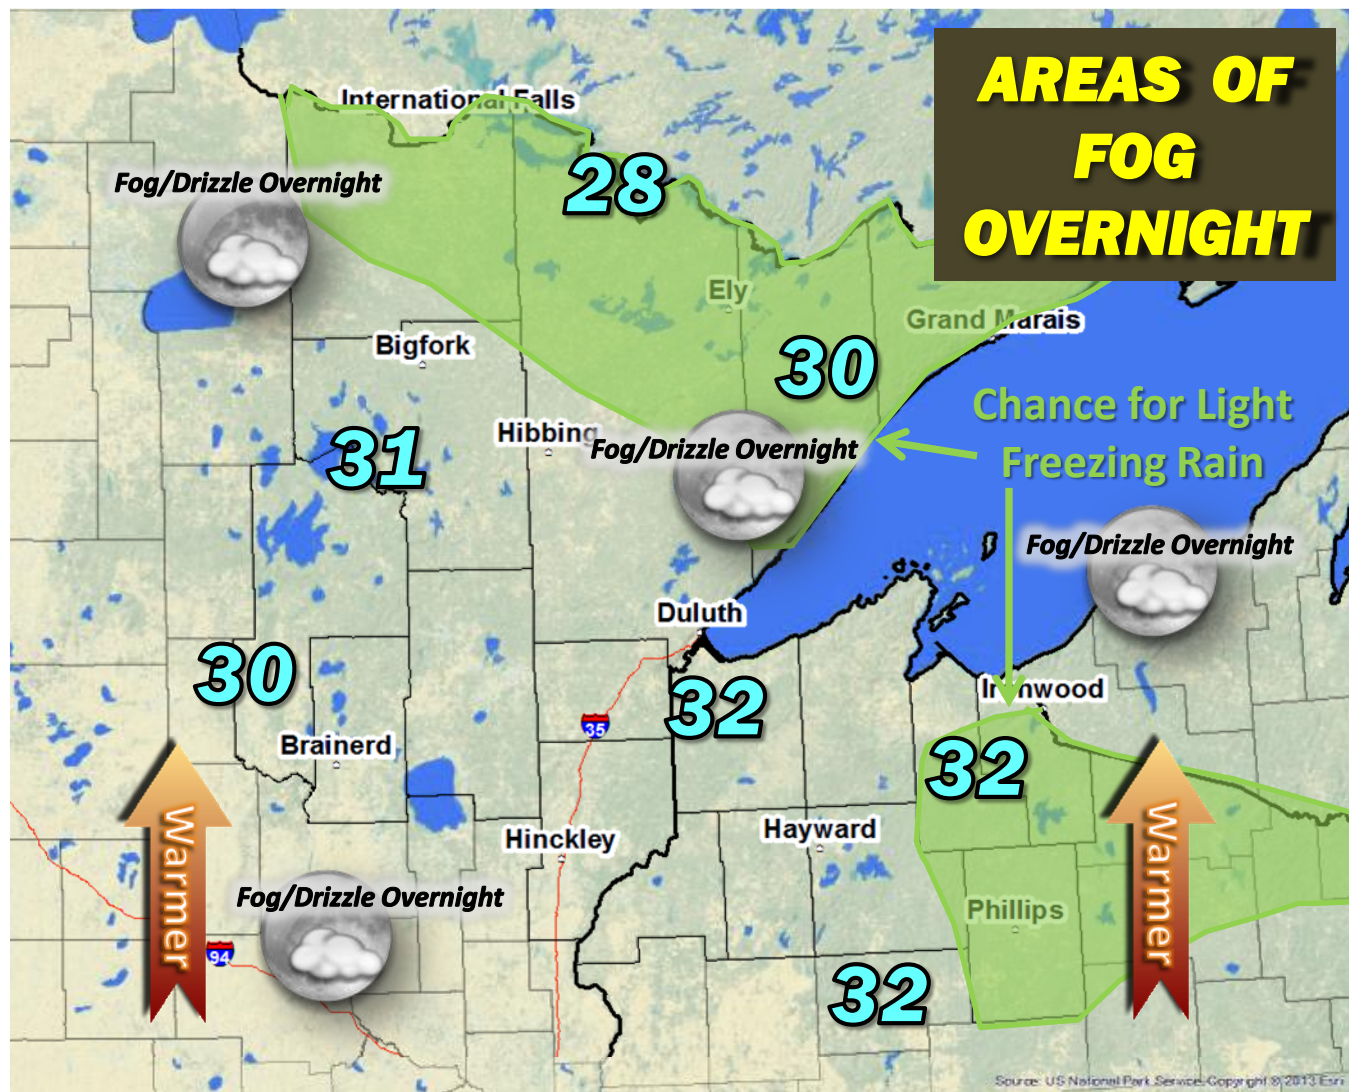 AREAS OF
FOG
OVERNIGHT
International Falls
Fog/Drizzle Overnight
28
Ely
Grand Marais
Bigfork
30
Chance for Light
Freezing Rain
Hibbing
Fog/Drizzle Overnight
31
Fog/Drizzle Overnight
Duluth
30
32
Ironwood
35
Brainerd
32
Warmer
Hinckley
Hayward
Warmer
Fog/Drizzle Overnight
Phillips
94
32
Source: US National Park Service, Copyright © 2013 Esri